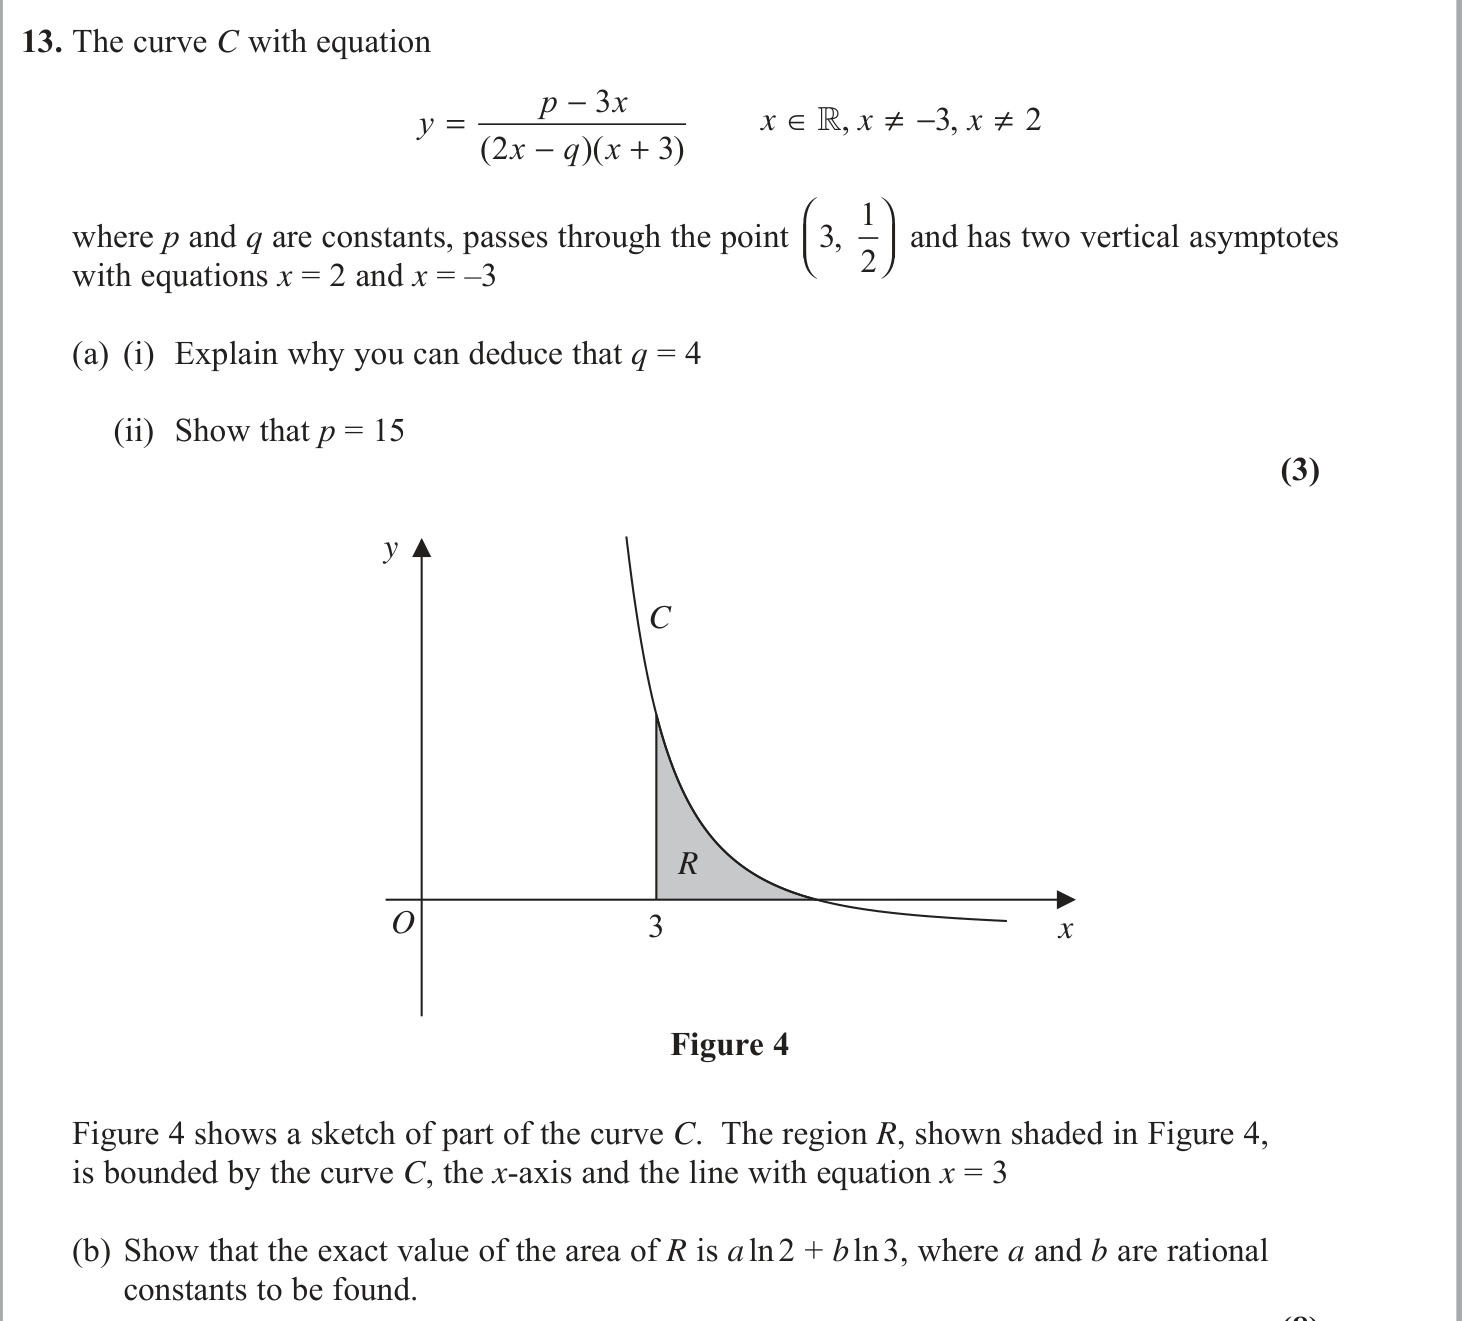 13. The curve C with equation
y = \frac{p − 3x}{(2x − q)(x + 3)}    x ∈ ℝ, x ≠ −3, x ≠ 2
where p and q are constants, passes through the point (3, \frac{1}{2}) and has two vertical asymptotes
with equations x = 2 and x = –3
(a) (i) Explain why you can deduce that q = 4
(ii) Show that p = 15
(3)
y
C
R
O
3
x
Figure 4
Figure 4 shows a sketch of part of the curve C. The region R, shown shaded in Figure 4,
is bounded by the curve C, the x-axis and the line with equation x = 3
(b) Show that the exact value of the area of R is a ln 2 + b ln 3, where a and b are rational
constants to be found.